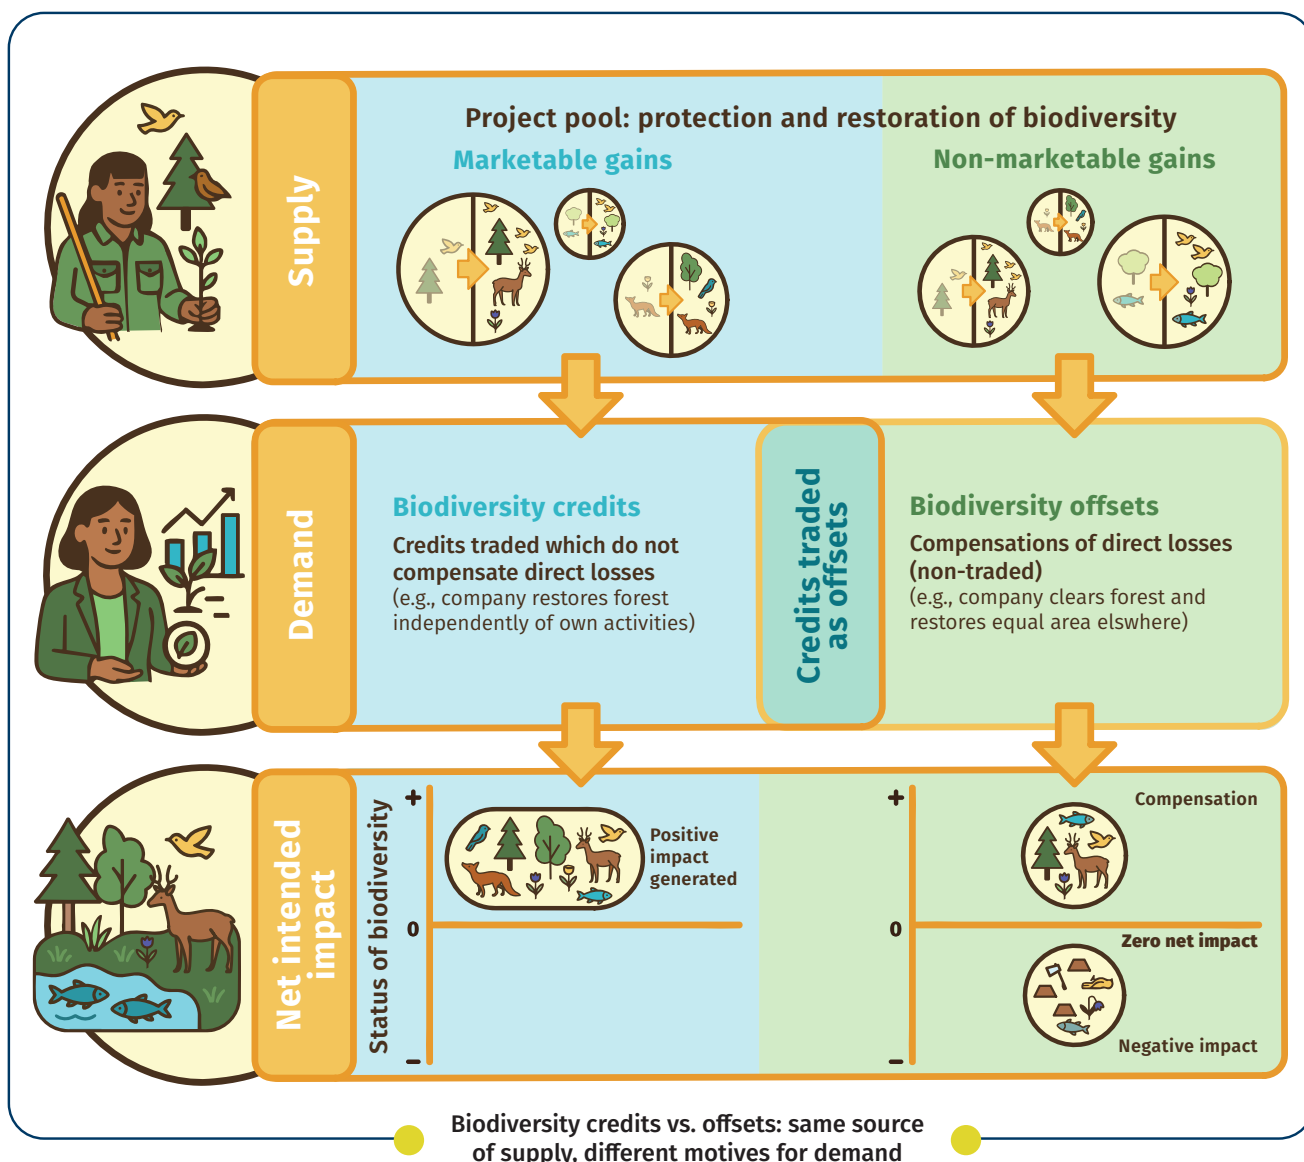 Supply
Project pool: protection and restoration of biodiversity
Marketable gains
Non-marketable gains
Demand
Biodiversity credits
Credits traded which do not
compensate direct losses
(e.g., company restores forest
independently of own activities)
Credits traded
as offsets
Biodiversity offsets
Compensations of direct losses
(non-traded)
(e.g., company clears forest and
restores equal area elswhere)
Net intended
impact
Status of biodiversity
+
0
−
Positive
impact
generated
+
0
−
Compensation
Zero net impact
Negative impact
Biodiversity credits vs. offsets: same source
of supply, different motives for demand